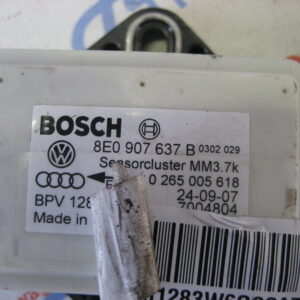 BOSCH
8E0 907 637 B 0302 029
Sensorcluster MM3.7k
0 265 005 618
BPV 128
24-09-07
Made in
7004804